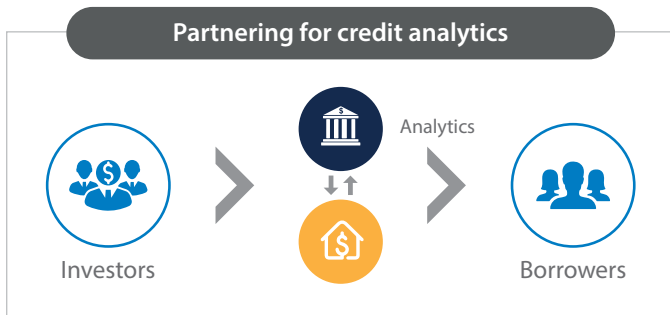 Partnering for credit analytics
$
Analytics
$
$
Investors
Borrowers